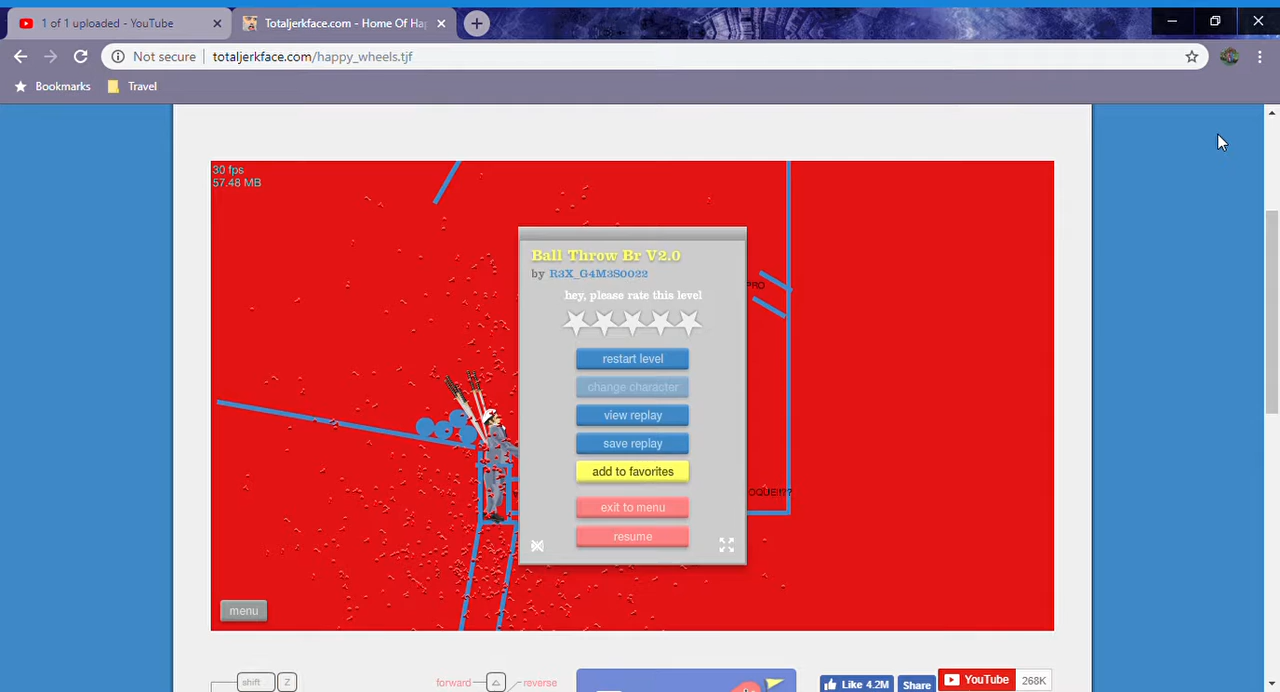 1 of 1 uploaded - YouTube
Totaljerkface.com - Home Of Ha
Not secure
totaljerkface.com/happy_wheels.tjf
Bookmarks
Travel
30 fps
57.48 MB
Ball Throw Br V2.0
by R3X_G4M3S0022
hey, please rate this level
PRO
restart level
change character
view replay
save replay
add to favorites
OQUE!??
exit to menu
resume
menu
shift
Z
forward
reverse
Like 4.2M
Share
YouTube
268K